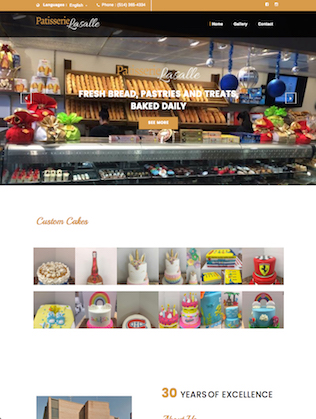 Languages - English
Phone : (514) 365-4334
Patisserie Lasalle
Home Gallery Contact
Lasalle
FRESH BREAD, PASTRIES AND TREATS,
BAKED DAILY
SEE MORE
Custom Cakes
30 YEARS OF EXCELLENCE
About Us